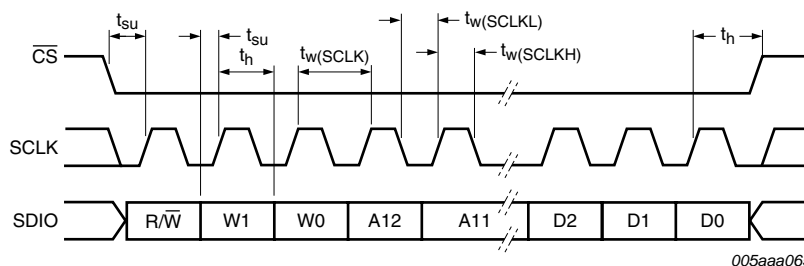 tsu tsu tw(SCLKL)
th tw(SCLK) tw(SCLKH) th
CS
SCLK
SDIO R/W W1 W0 A12 A11 D2 D1 D0